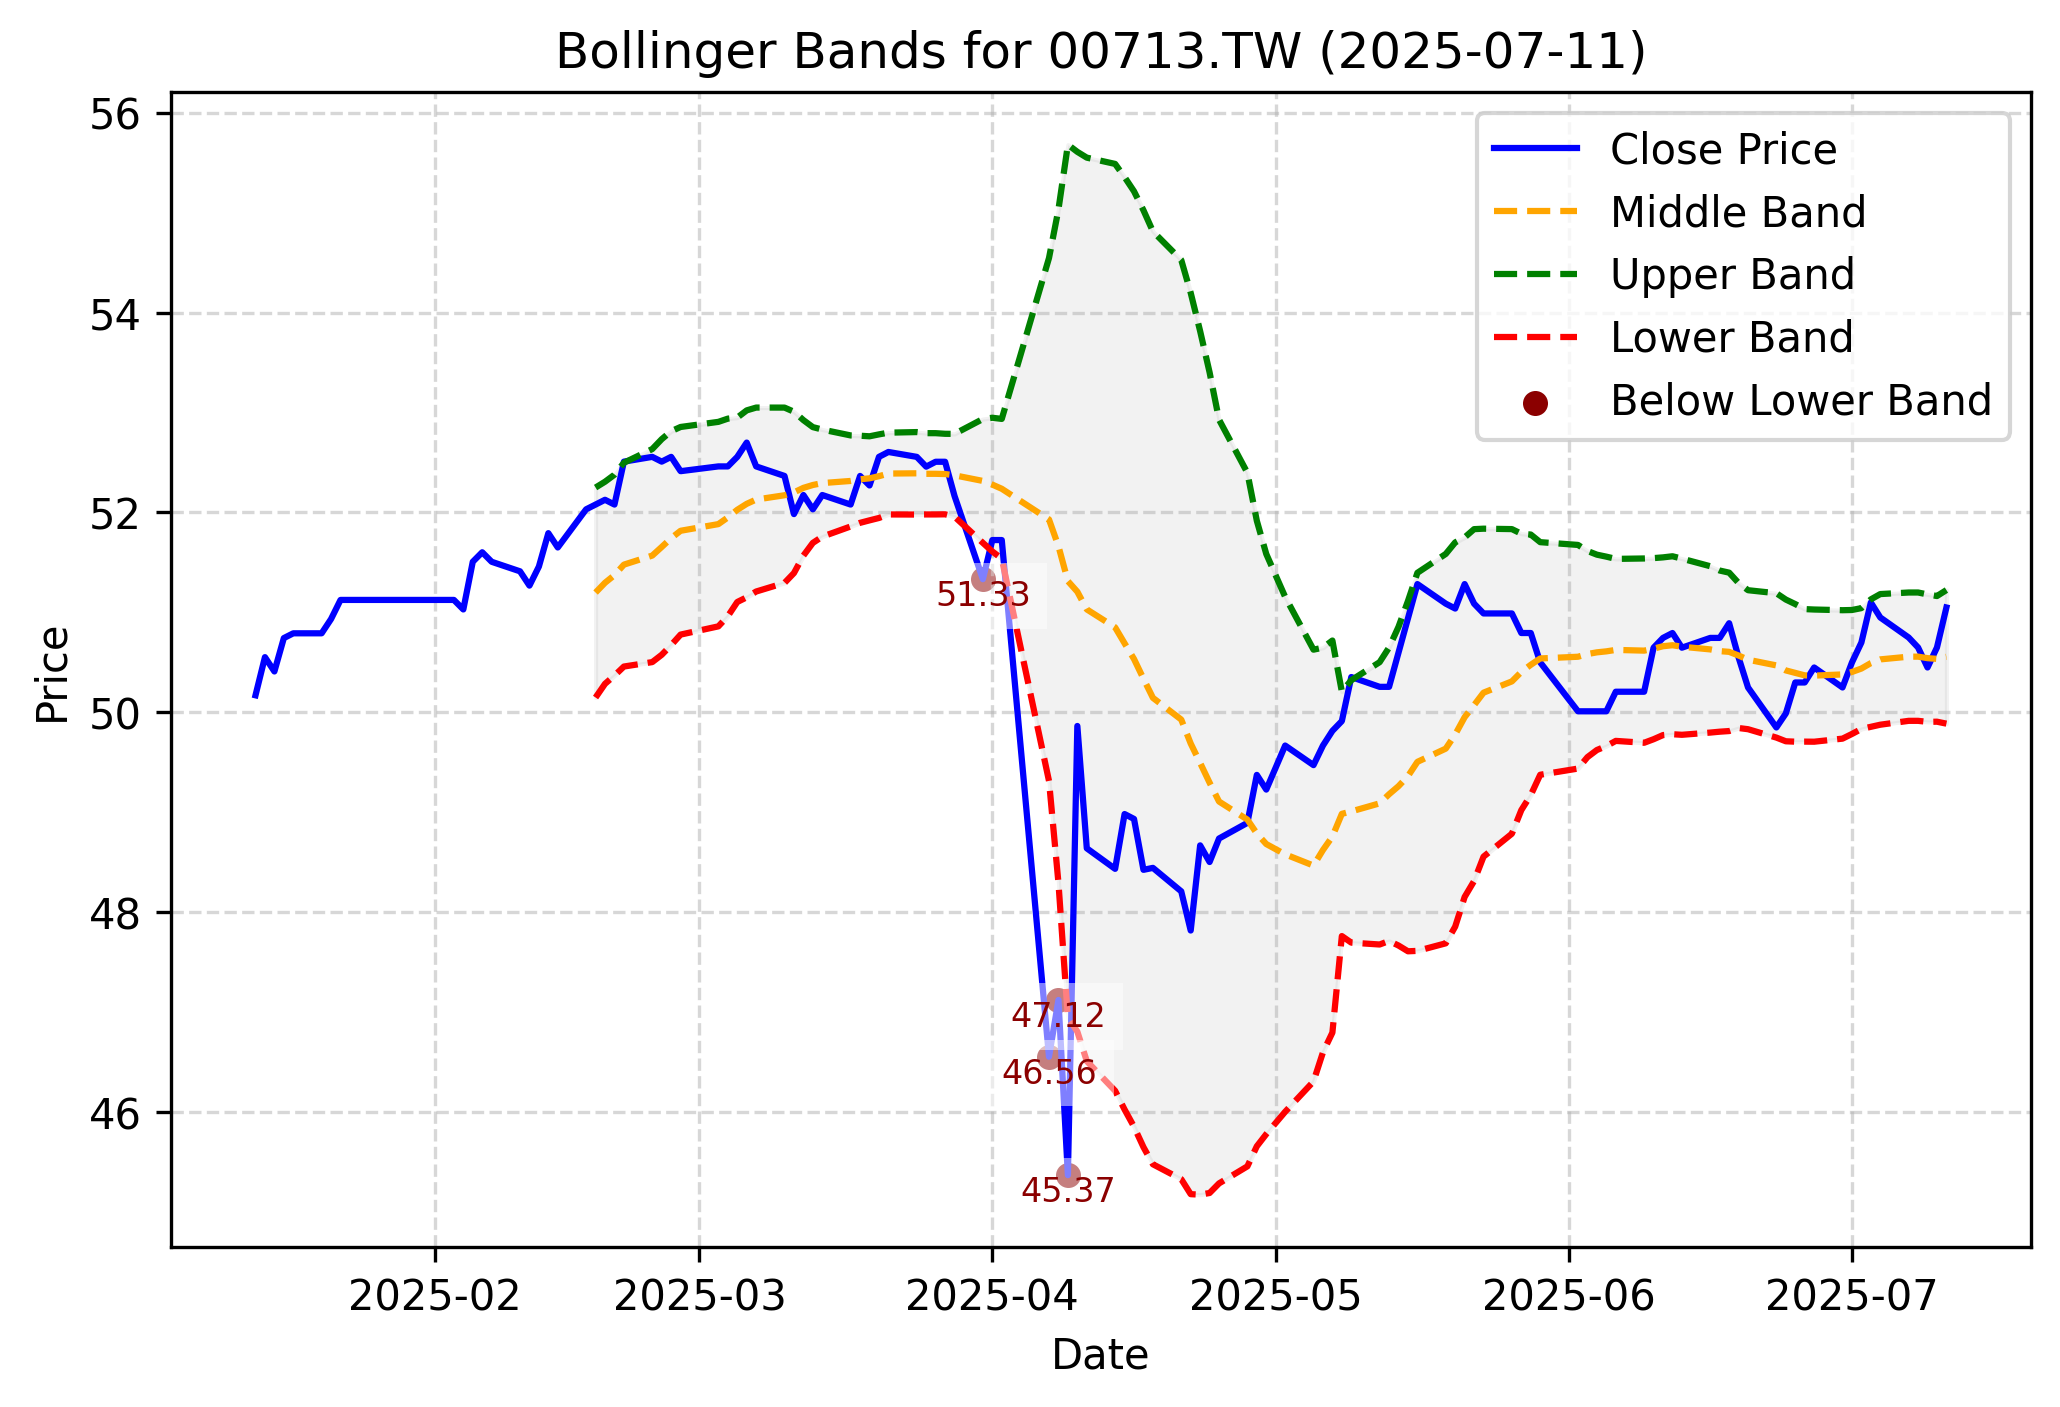 Bollinger Bands for 00713.TW (2025-07-11)
Close Price
Middle Band
Upper Band
Lower Band
Below Lower Band
Price
56
54
52
50
48
46
51.33
47.12
46.56
45.37
2025-02
2025-03
2025-04
2025-05
2025-06
2025-07
Date